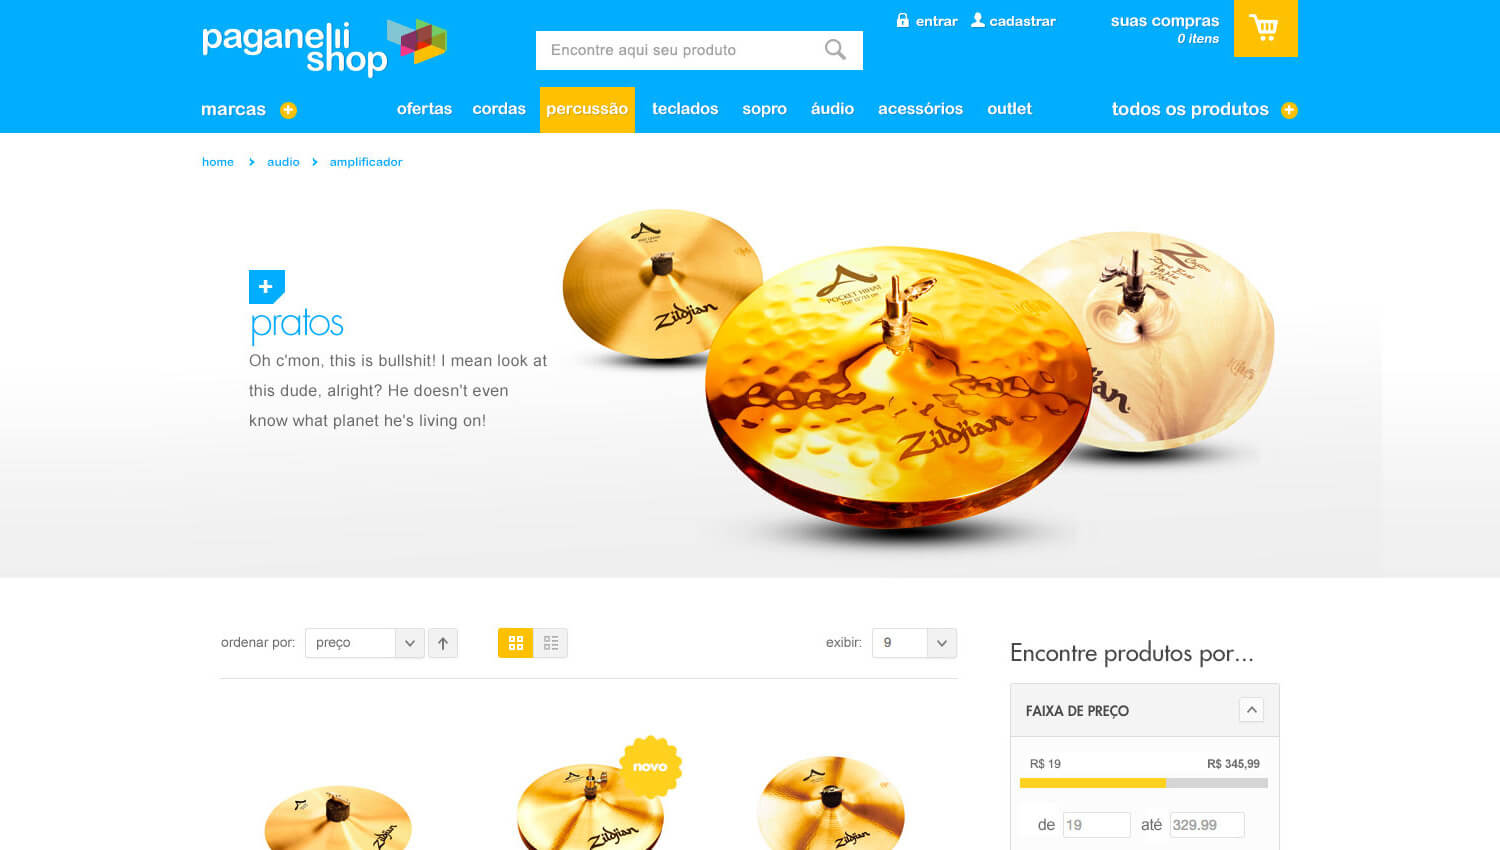 paganelii
shop
Encontre aqui seu produto
entrar
cadastrar
suas compras
0 itens
marcas
ofertas
cordas
percussão
teclados
sopro
áudio
acessórios
outlet
todos os produtos
home > audio > amplificador
pratos
Oh c'mon, this is bullshit! I mean look at
this dude, alright? He doesn't even
know what planet he's living on!
Zildjian
POCKET HIHAT
Zildjian
ordenar por:
preço
exibir:
9
Encontre produtos por...
FAIXA DE PREÇO
R$ 19
R$ 345,99
de
19
até
329.99
novo
Zildjian
Zildjian
Zildjian